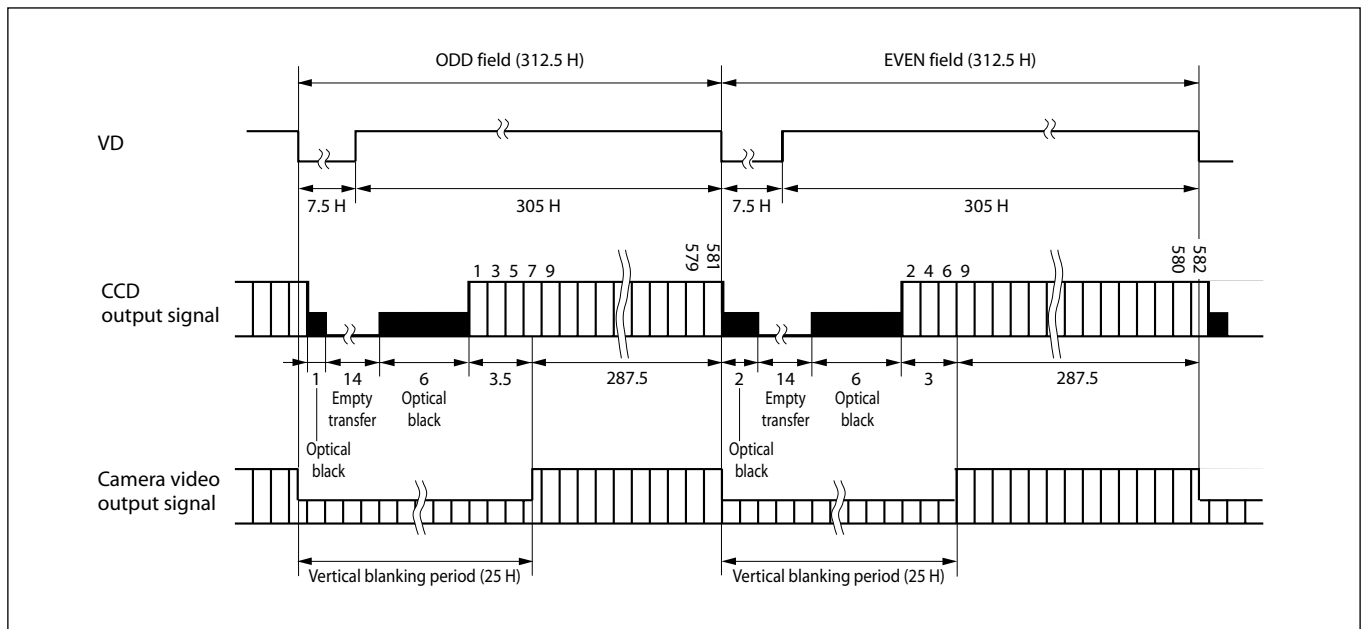 ODD field (312.5 H)
EVEN field (312.5 H)
VD
7.5 H
305 H
7.5 H
305 H
CCD
output signal
1 3 5 7 9
579
581
2 4 6 9
580
582
1
14
6
3.5
287.5
2
14
6
3
287.5
Empty
transfer
Optical
black
Empty
transfer
Optical
black
Optical
black
Optical
black
Camera video
output signal
Vertical blanking period (25 H)
Vertical blanking period (25 H)